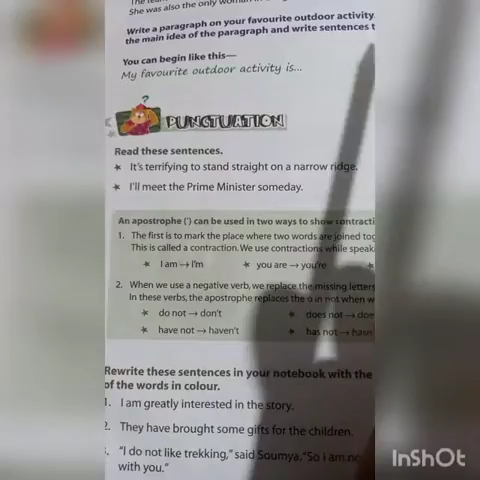 She was also the only
Write a paragraph on your favourite outdoor activity
the main idea of the paragraph and write sentences t
You can begin like this—
My favourite outdoor activity is...
?
PUNCTUATION
Read these sentences.
★ It's terrifying to stand straight on a narrow ridge.
★ I'll meet the Prime Minister someday.
An apostrophe (') can be used in two ways to show contracti
1. The first is to mark the place where two words are joined tog
This is called a contraction. We use contractions while speak
★ I am → I'm ★ you are → you're ★
2. When we use a negative verb, we replace the missing letters
In these verbs, the apostrophe replaces the o in not when w
★ do not → don't ★ does not → doe
★ have not → haven't ★ has not → hasn
Rewrite these sentences in your notebook with the
of the words in colour.
1. I am greatly interested in the story.
2. They have brought some gifts for the children.
"I do not like trekking," said Soumya. "So I am no
with you."
InShOt